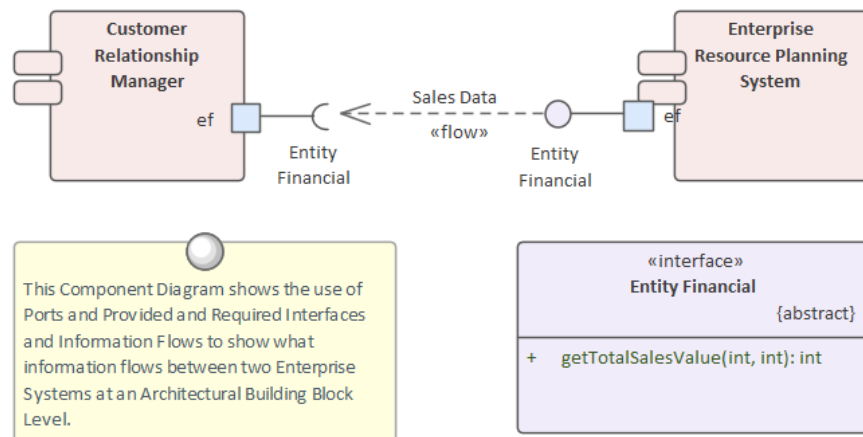 Customer
Relationship
Manager
ef
Entity
Financial
Sales Data
«flow»
Entity
Financial
Enterprise
Resource Planning
System
ef
This Component Diagram shows the use of
Ports and Provided and Required Interfaces
and Information Flows to show what
information flows between two Enterprise
Systems at an Architectural Building Block
Level.
«interface»
Entity Financial
{abstract}
+ getTotalSalesValue(int, int): int